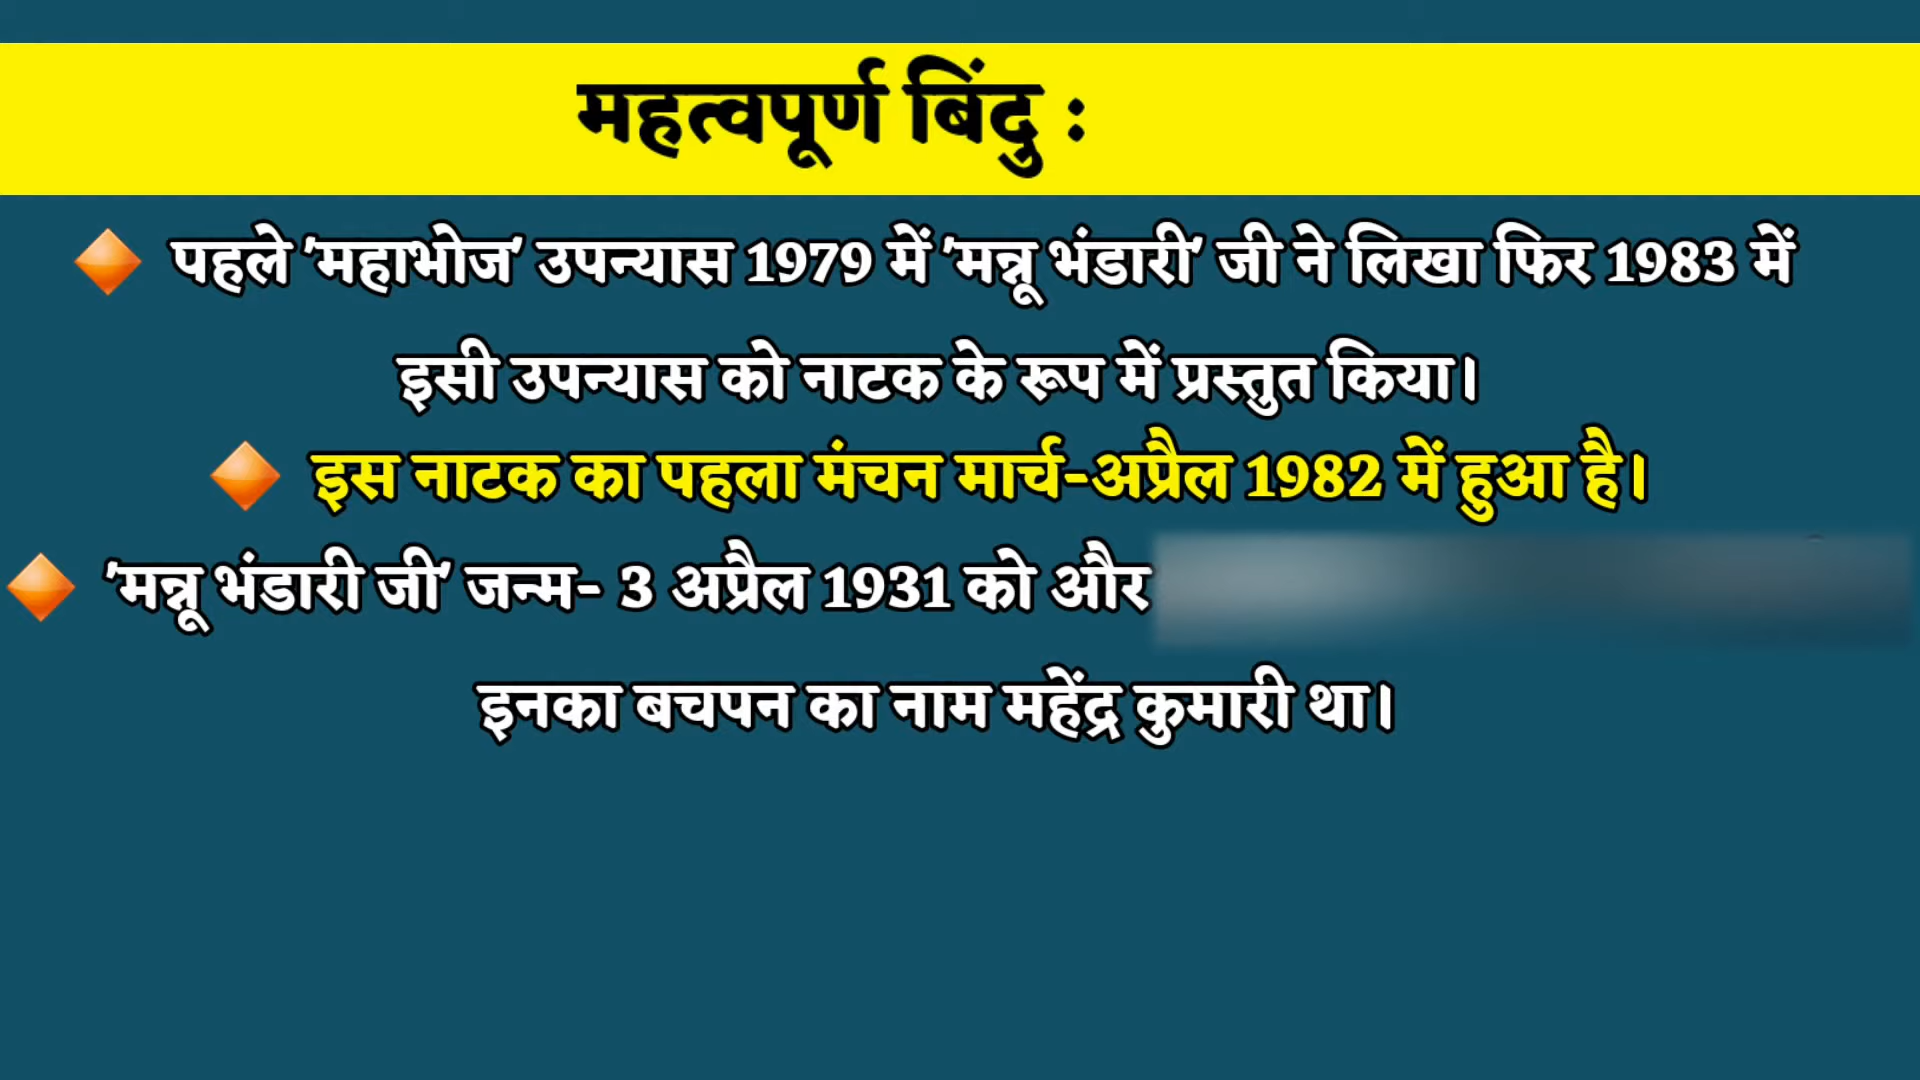 महत्वपूर्ण बिंदु :
पहले 'महाभोज' उपन्यास 1979 में 'मन्नू भंडारी' जी ने लिखा फिर 1983 में
इसी उपन्यास को नाटक के रूप में प्रस्तुत किया।
इस नाटक का पहला मंचन मार्च-अप्रैल 1982 में हुआ है।
'मन्नू भंडारी जी' जन्म- 3 अप्रैल 1931 को और
इनका बचपन का नाम महेंद्र कुमारी था।